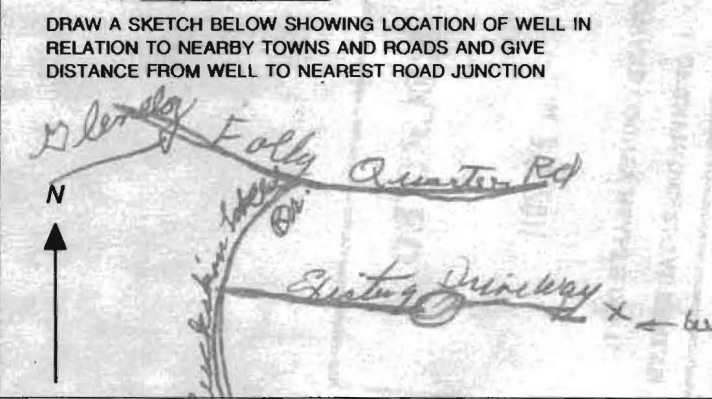 DRAW A SKETCH BELOW SHOWING LOCATION OF WELL IN
RELATION TO NEARBY TOWNS AND ROADS AND GIVE
DISTANCE FROM WELL TO NEAREST ROAD JUNCTION
Glenelg
Folly Quarter Rd
N
Dr.
Existing Driveway
x ←